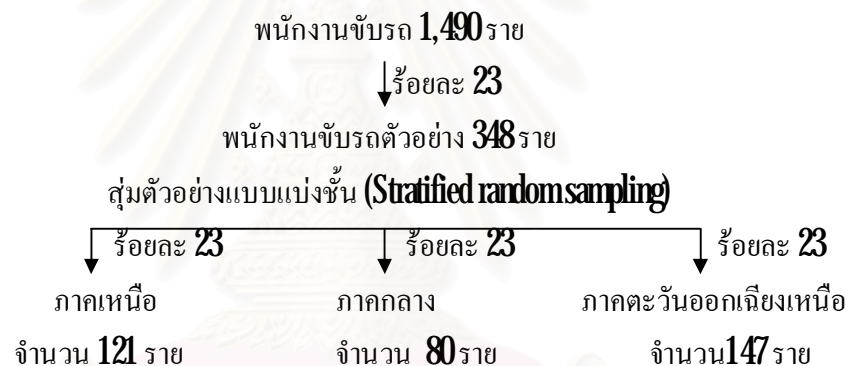 พนักงานขับรถ 1,490 ราย
ร้อยละ 23
พนักงานขับรถตัวอย่าง 348 ราย
สุ่มตัวอย่างแบบแบ่งชั้น (Stratified random sampling)
ร้อยละ 23 ร้อยละ 23 ร้อยละ 23
ภาคเหนือ ภาคกลาง ภาคตะวันออกเฉียงเหนือ
จำนวน 121 ราย จำนวน 80 ราย จำนวน 147 ราย